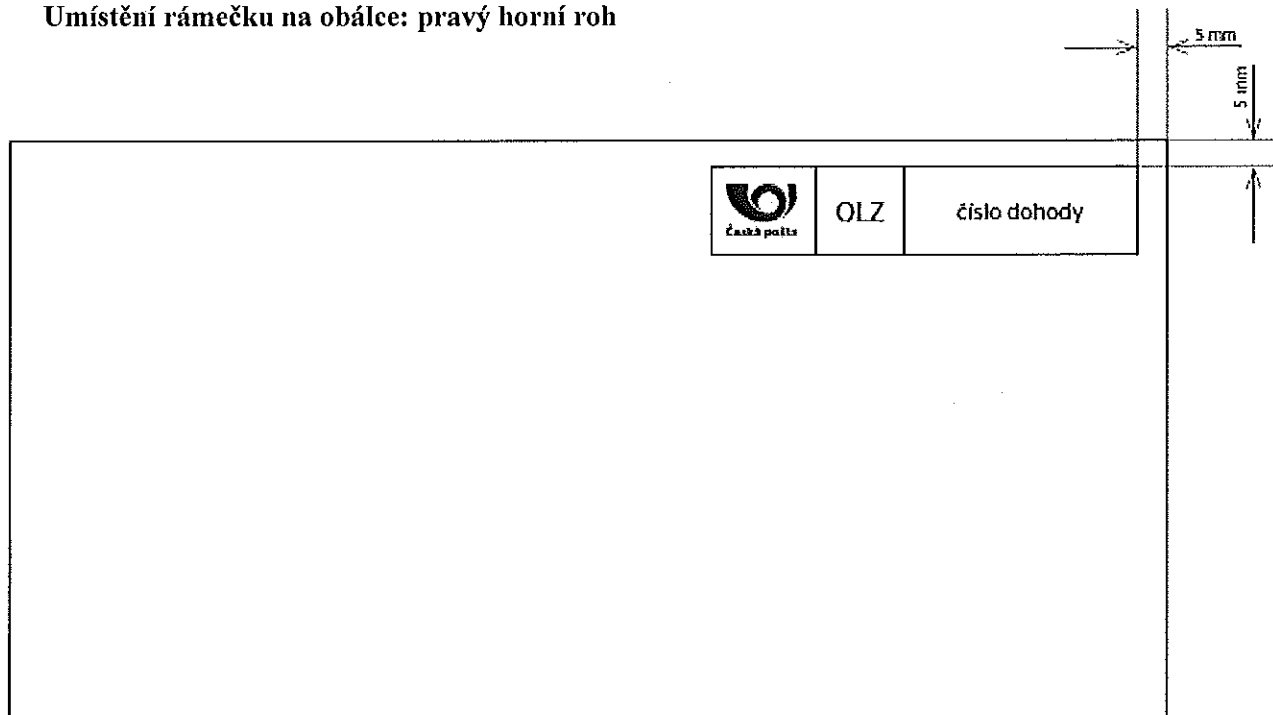 Umístění rámečku na obálce: pravý horní roh
5 mm
5 mm
Česká pošta
OLZ
číslo dohody